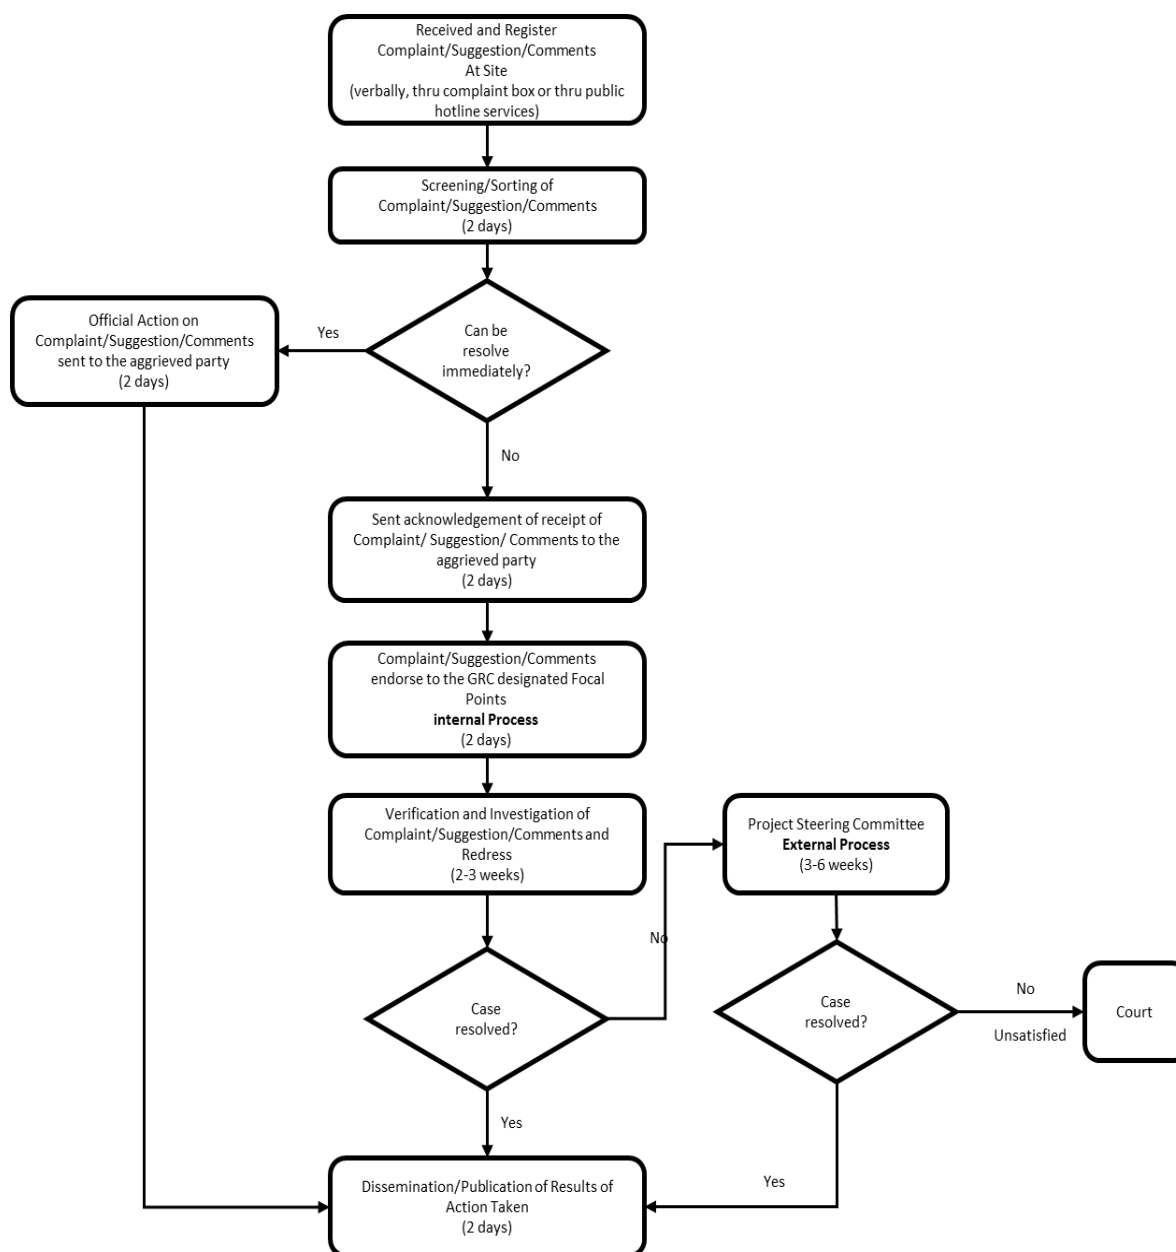 Received and Register
Complaint/Suggestion/Comments
At Site
(verbally, thru complaint box or thru public
hotline services)
Screening/Sorting of
Complaint/Suggestion/Comments
(2 days)
Can be
resolve
immediately?
Yes
Official Action on
Complaint/Suggestion/Comments
sent to the aggrieved party
(2 days)
No
Sent acknowledgement of receipt of
Complaint/ Suggestion/ Comments to the
aggrieved party
(2 days)
Complaint/Suggestion/Comments
endorse to the GRC designated Focal
Points
internal Process
(2 days)
Verification and Investigation of
Complaint/Suggestion/Comments and
Redress
(2-3 weeks)
Project Steering Committee
External Process
(3-6 weeks)
No
Case
resolved?
Case
resolved?
No
Unsatisfied
Court
Yes
Yes
Dissemination/Publication of Results of
Action Taken
(2 days)